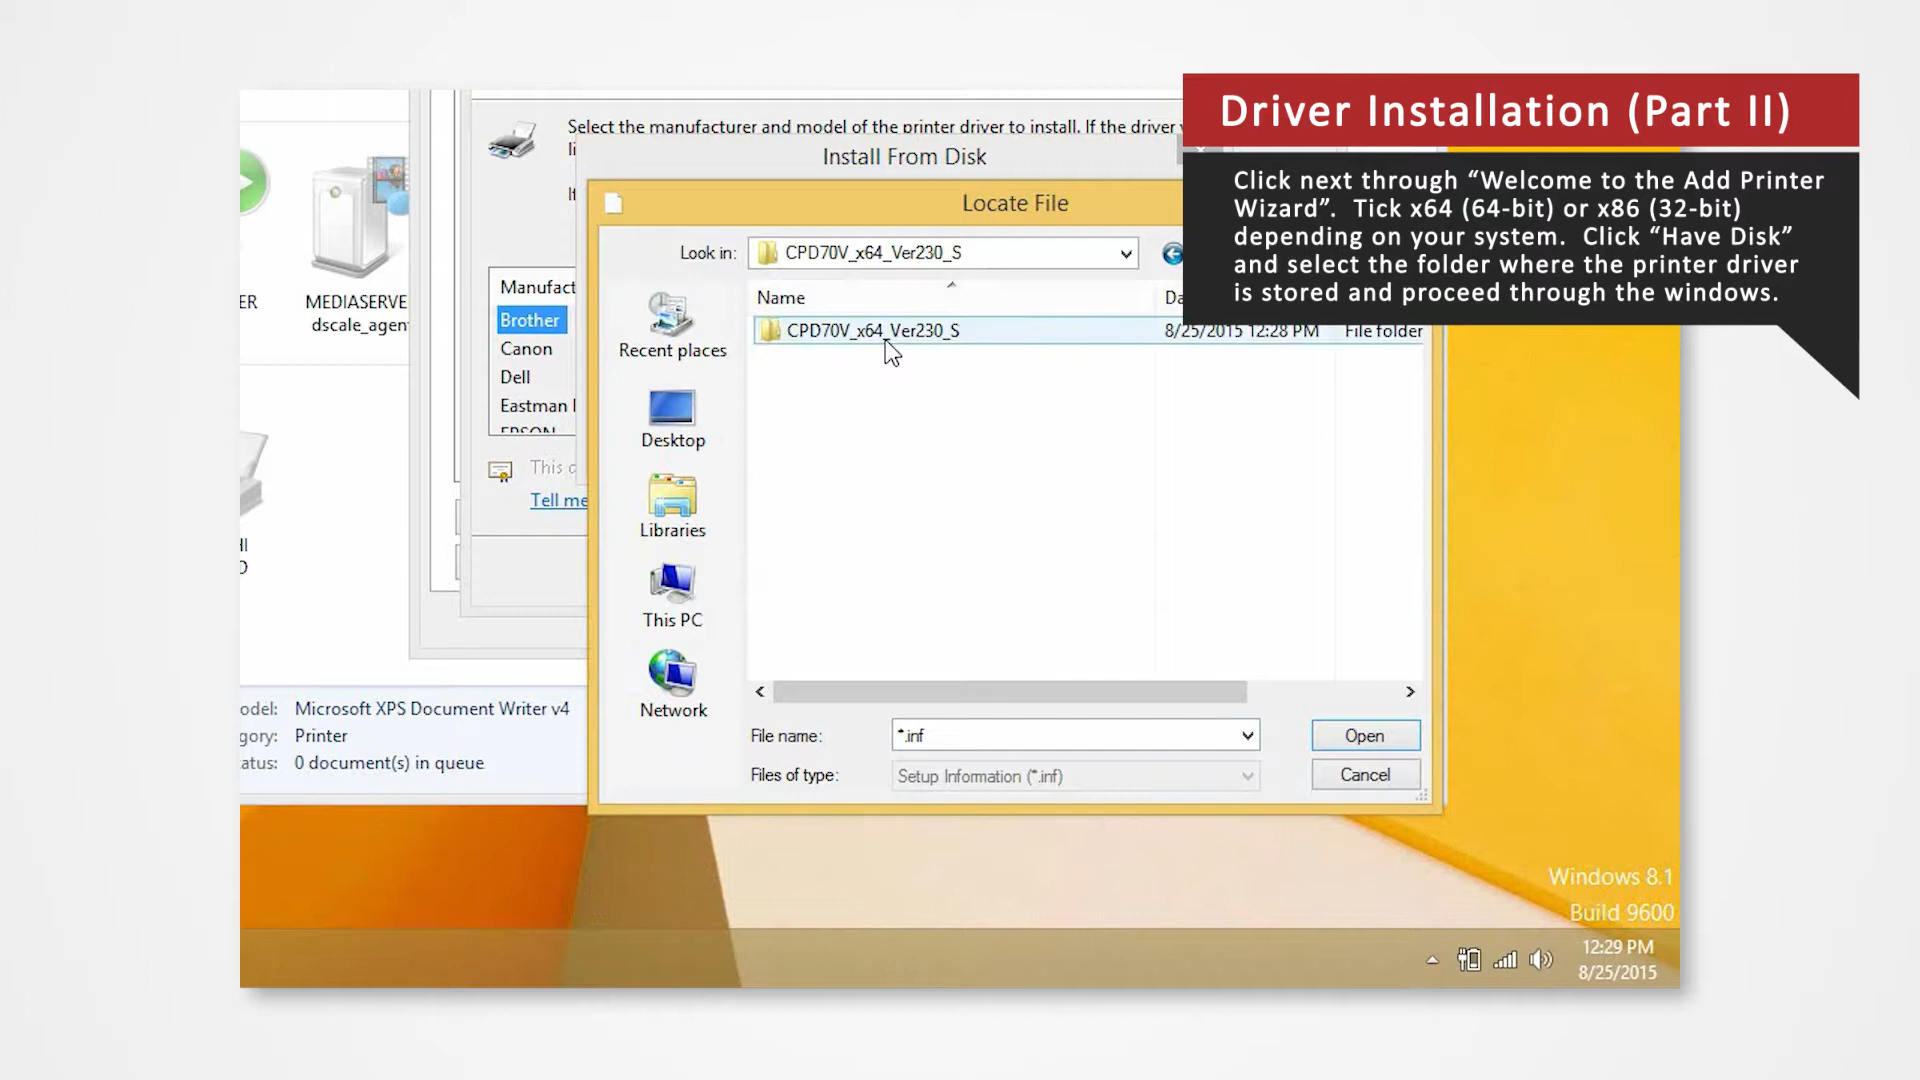 Driver Installation (Part II)
Click next through “Welcome to the Add Printer
Wizard”. Tick x64 (64-bit) or x86 (32-bit)
depending on your system. Click “Have Disk”
and select the folder where the printer driver
is stored and proceed through the windows.
Select the manufacturer and model of the printer driver to install. If the driver
Install From Disk
Locate File
Look in: CPD70V_x64_Ver230_S
Name
CPD70V_x64_Ver230_S 8/25/2015 12:28 PM File folder
Recent places
Desktop
Libraries
This PC
Network
File name: *.inf
Open
Files of type: Setup Information (*.inf)
Cancel
Manufact
Brother
Canon
Dell
Eastman
EPSON
This
Tell me
ER
MEDIASERVE
dscale_agen
HI
O
odel: Microsoft XPS Document Writer v4
gory: Printer
atus: 0 document(s) in queue
Windows 8.1
Build 9600
12:29 PM
8/25/2015